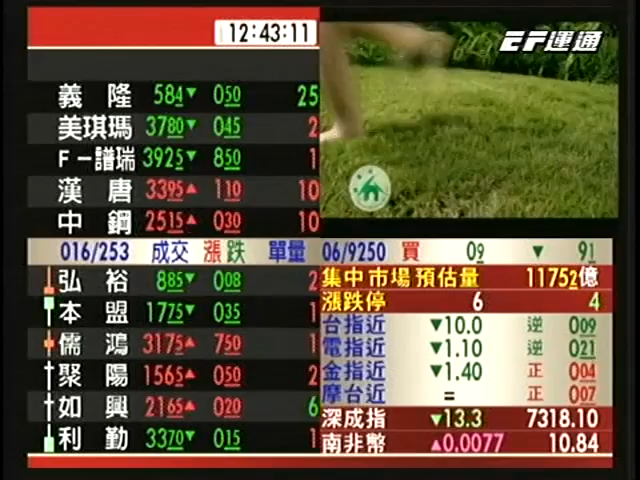 12:43:11
EF運通
義隆 584▼ 050 25
美琪瑪 3780▼ 045 2
F－譜瑞 3925▼ 850 1
漢唐 3395▲ 110 10
中鋼 2515▲ 030 10
016/253 成交 漲跌 單量
06/9250 買 09 ▼ 91
弘裕 885▼ 008 2
本盟 1775▼ 035 1
儒鴻 3175▲ 750 1
聚陽 1565▲ 050 2
如興 2165▲ 020 6
利勤 3370▼ 015 1
集中市場預估量 11752億
漲跌停 6 4
台指近 ▼10.0 逆 009
電指近 ▼1.10 逆 021
金指近 ▼1.40 正 004
摩台近 = 正 007
深成指 ▼13.3 7318.10
南非幣 ▲0.0077 10.84